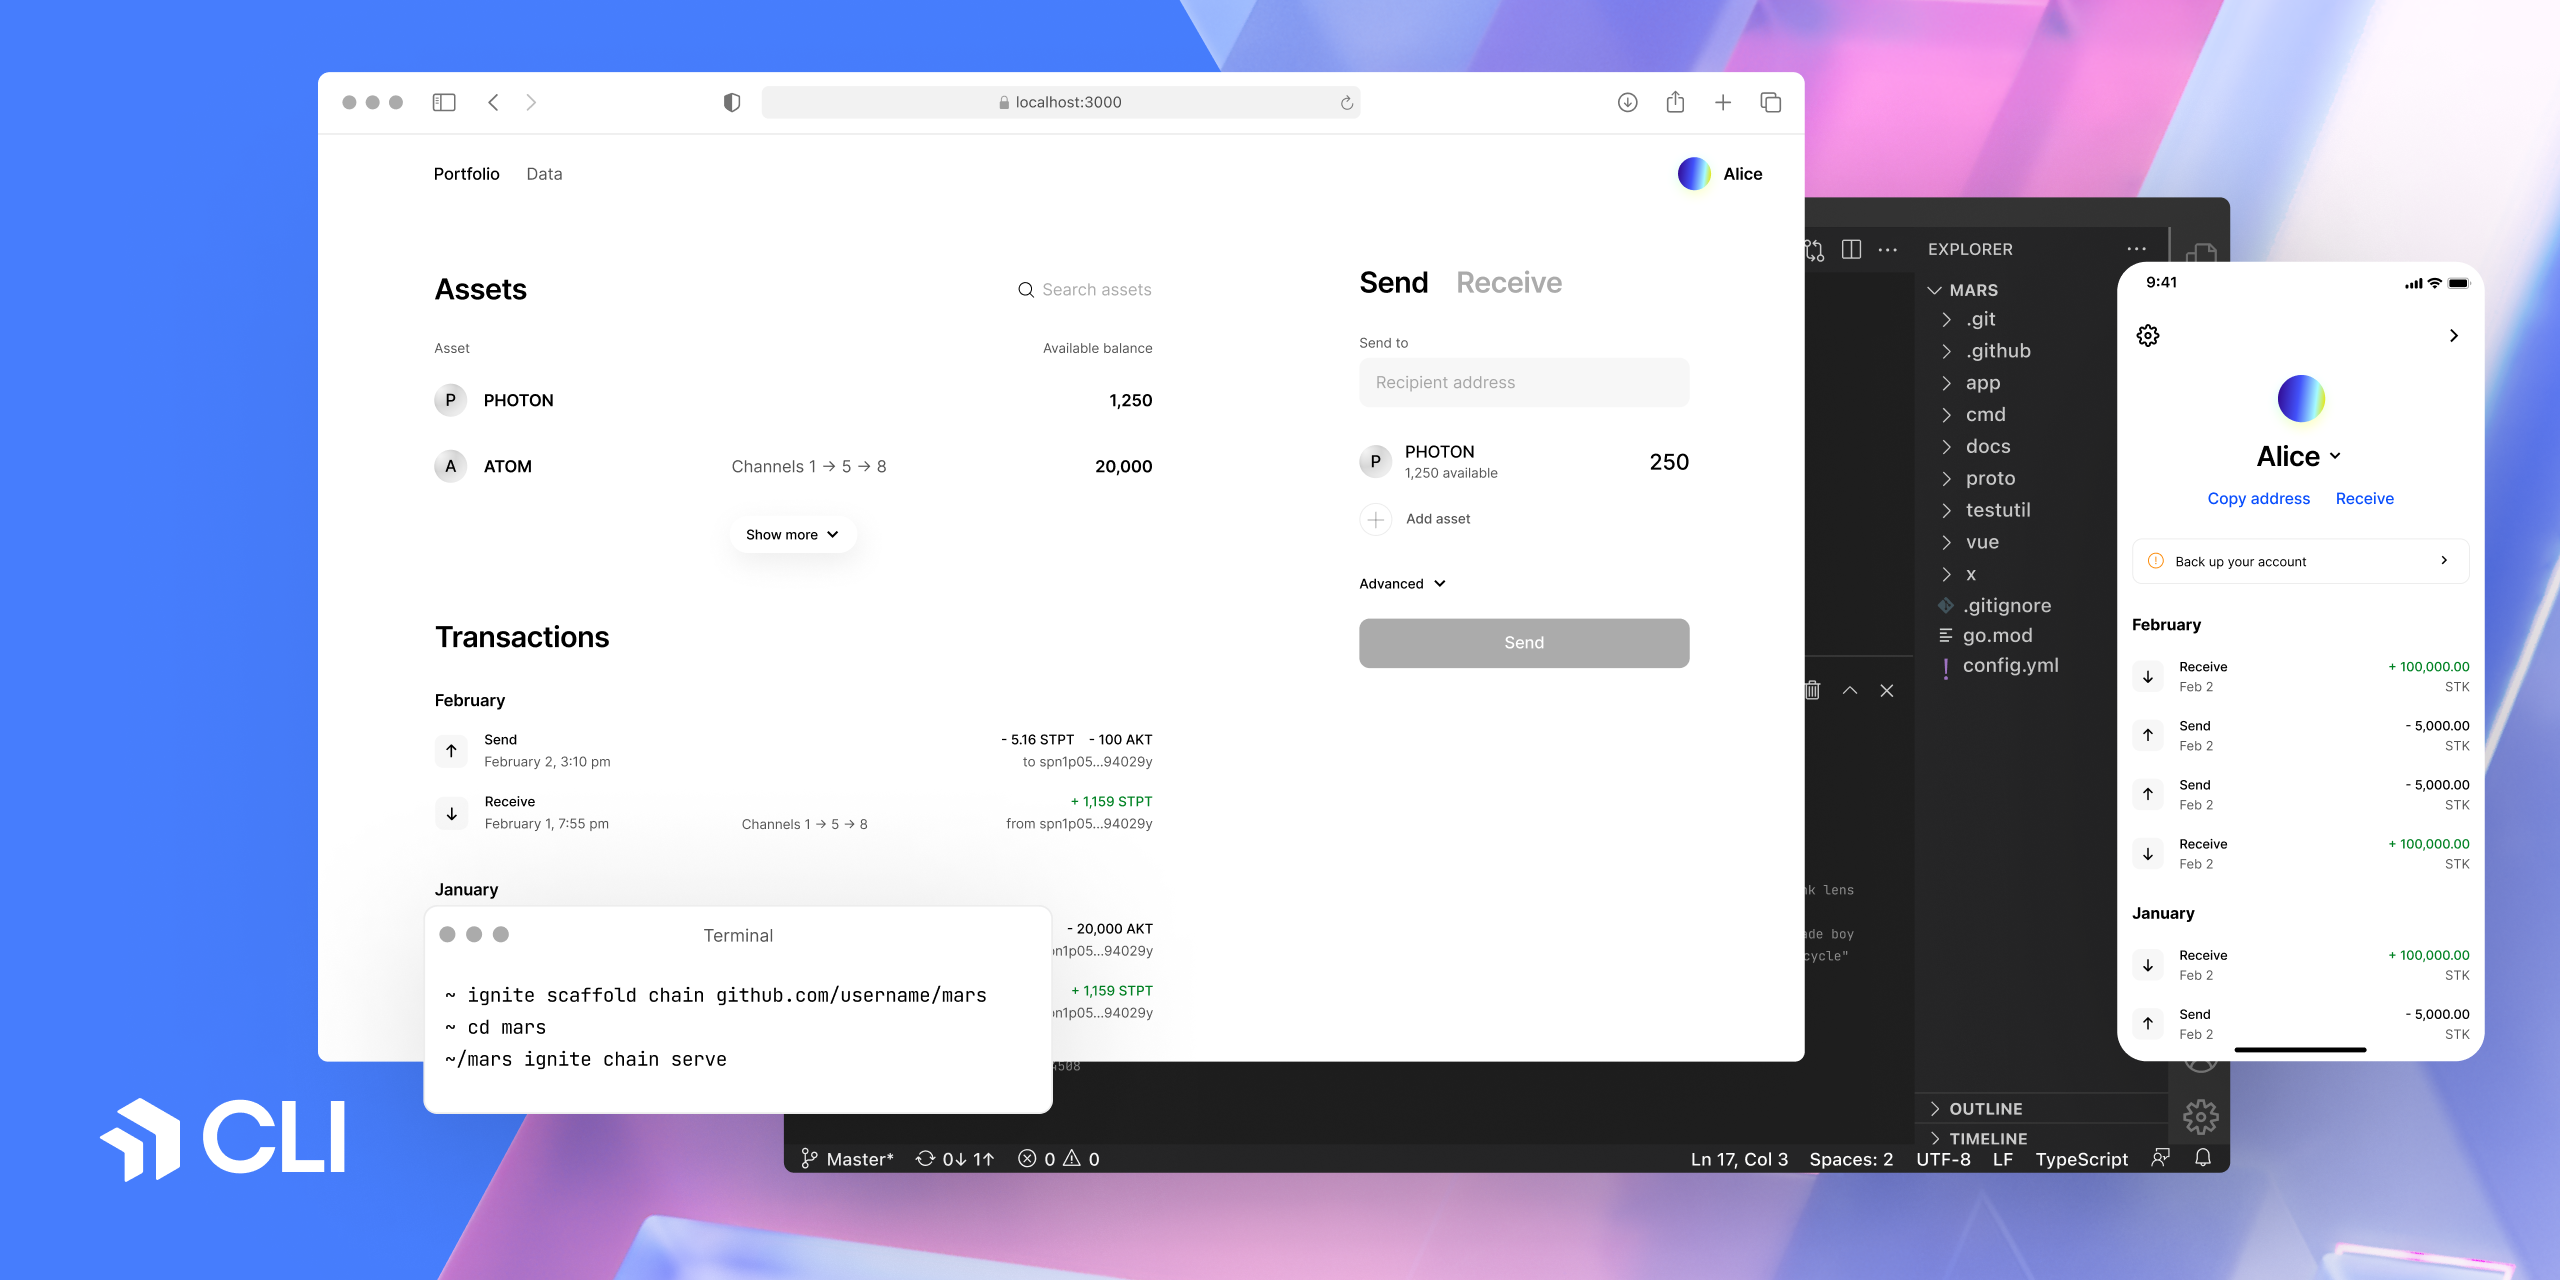 localhost:3000
Portfolio Data
Alice
Assets
Search assets
Asset Available balance
P PHOTON 1,250
A ATOM Channels 1 → 5 → 8 20,000
Show more
Transactions
February
Send - 5.16 STPT - 100 AKT
February 2, 3:10 pm to spn1p05...94029y
Receive + 1,159 STPT
February 1, 7:55 pm Channels 1 → 5 → 8 from spn1p05...94029y
January
- 20,000 AKT
n1p05...94029y
+ 1,159 STPT
n1p05...94029y
Send Receive
Send to
Recipient address
P PHOTON 250
1,250 available
Add asset
Advanced
Send
Terminal
~ ignite scaffold chain github.com/username/mars
~ cd mars
~/mars ignite chain serve
CLI
EXPLORER
MARS
.git
.github
app
cmd
docs
proto
testutil
vue
x
.gitignore
go.mod
config.yml
lens
boy
cycle"
OUTLINE
TIMELINE
Master* 0↓ 1↑ 0 0
Ln 17, Col 3 Spaces: 2 UTF-8 LF TypeScript
9:41
Alice
Copy address Receive
Back up your account
February
Receive + 100,000.00
Feb 2 STK
Send - 5,000.00
Feb 2 STK
Send - 5,000.00
Feb 2 STK
Receive + 100,000.00
Feb 2 STK
January
Receive + 100,000.00
Feb 2 STK
Send - 5,000.00
Feb 2 STK